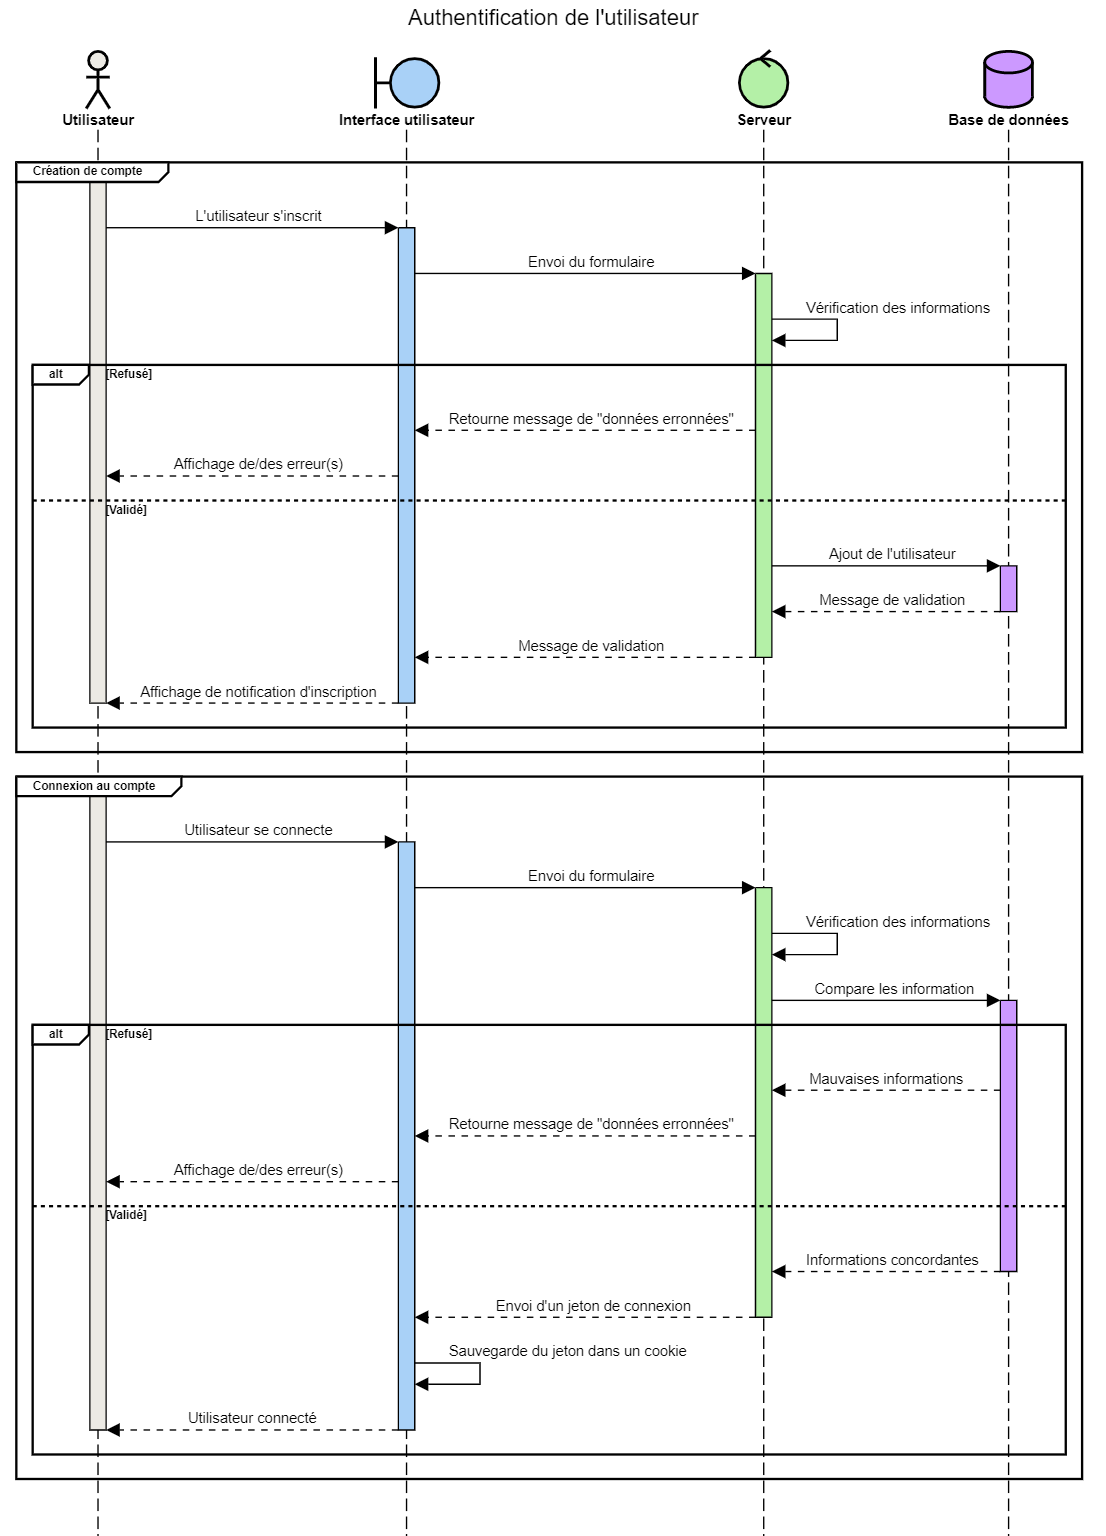 Authentification de l'utilisateur
Utilisateur
Interface utilisateur
Serveur
Base de données
Création de compte
L'utilisateur s'inscrit
Envoi du formulaire
Vérification des informations
alt
[Refusé]
Retourne message de "données erronnées"
Affichage de/des erreur(s)
[Validé]
Ajout de l'utilisateur
Message de validation
Message de validation
Affichage de notification d'inscription
Connexion au compte
Utilisateur se connecte
Envoi du formulaire
Vérification des informations
Compare les information
alt
[Refusé]
Mauvaises informations
Retourne message de "données erronnées"
Affichage de/des erreur(s)
[Validé]
Informations concordantes
Envoi d'un jeton de connexion
Sauvegarde du jeton dans un cookie
Utilisateur connecté